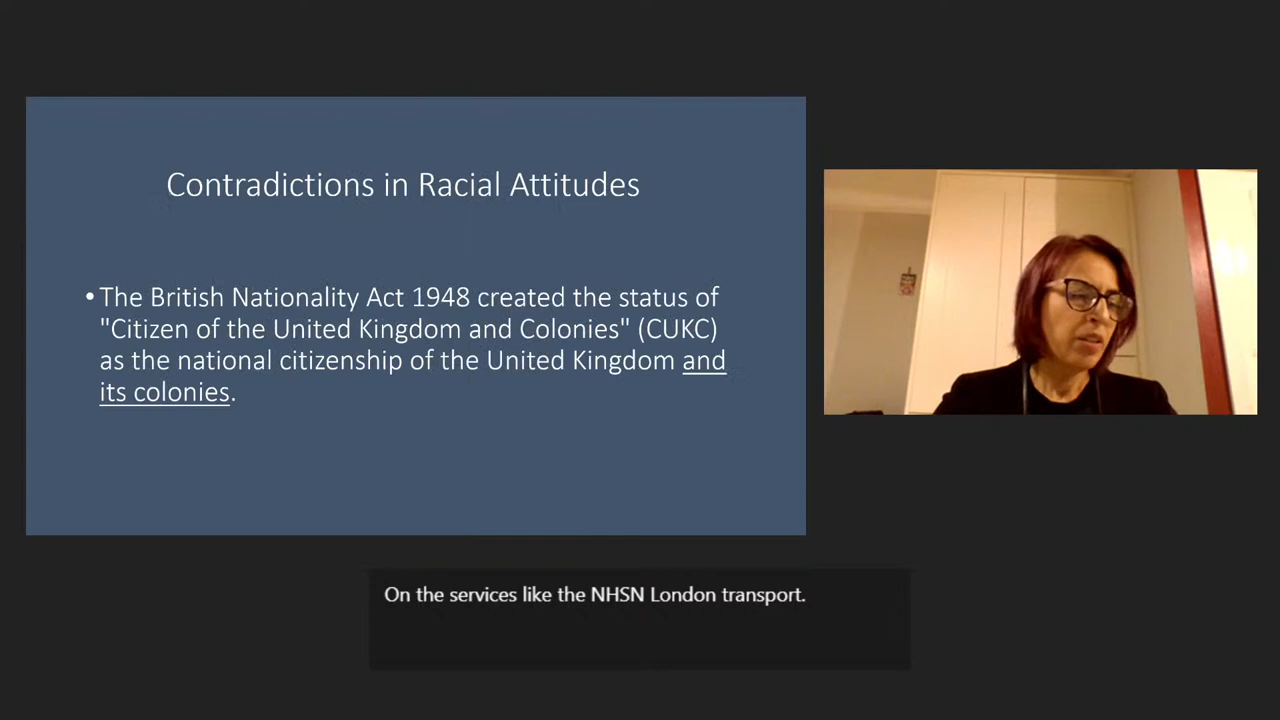 Contradictions in Racial Attitudes
•The British Nationality Act 1948 created the status of
"Citizen of the United Kingdom and Colonies" (CUKC)
as the national citizenship of the United Kingdom and
its colonies.
On the services like the NHSN London transport.